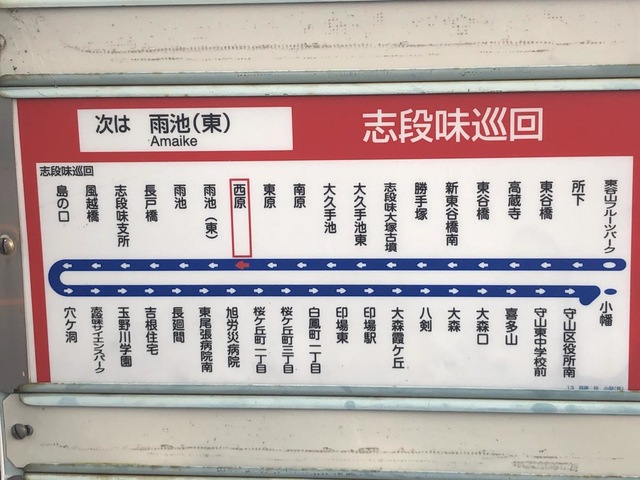 次は 雨池(東)
Amaike
志段味巡回
志段味巡回
島の口
風越橋
志段味支所
長戸橋
雨池
雨池(東)
西原
東原
南原
大久手池
大久手池東
志段味大塚古墳
勝手塚
新東谷橋南
東谷橋
高蔵寺
東谷橋
所下
東谷山フルーツパーク
穴ケ洞
志段味サイエンスパーク
玉野川学園
吉根住宅
長廻間
東尾張病院南
旭労災病院
桜ケ丘町一丁目
桜ケ丘町三丁目
白鳳町一丁目
印場東
印場駅
大森霞ケ丘
八剣
大森
大森口
喜多山
守山東中学校前
守山区役所南
小幡